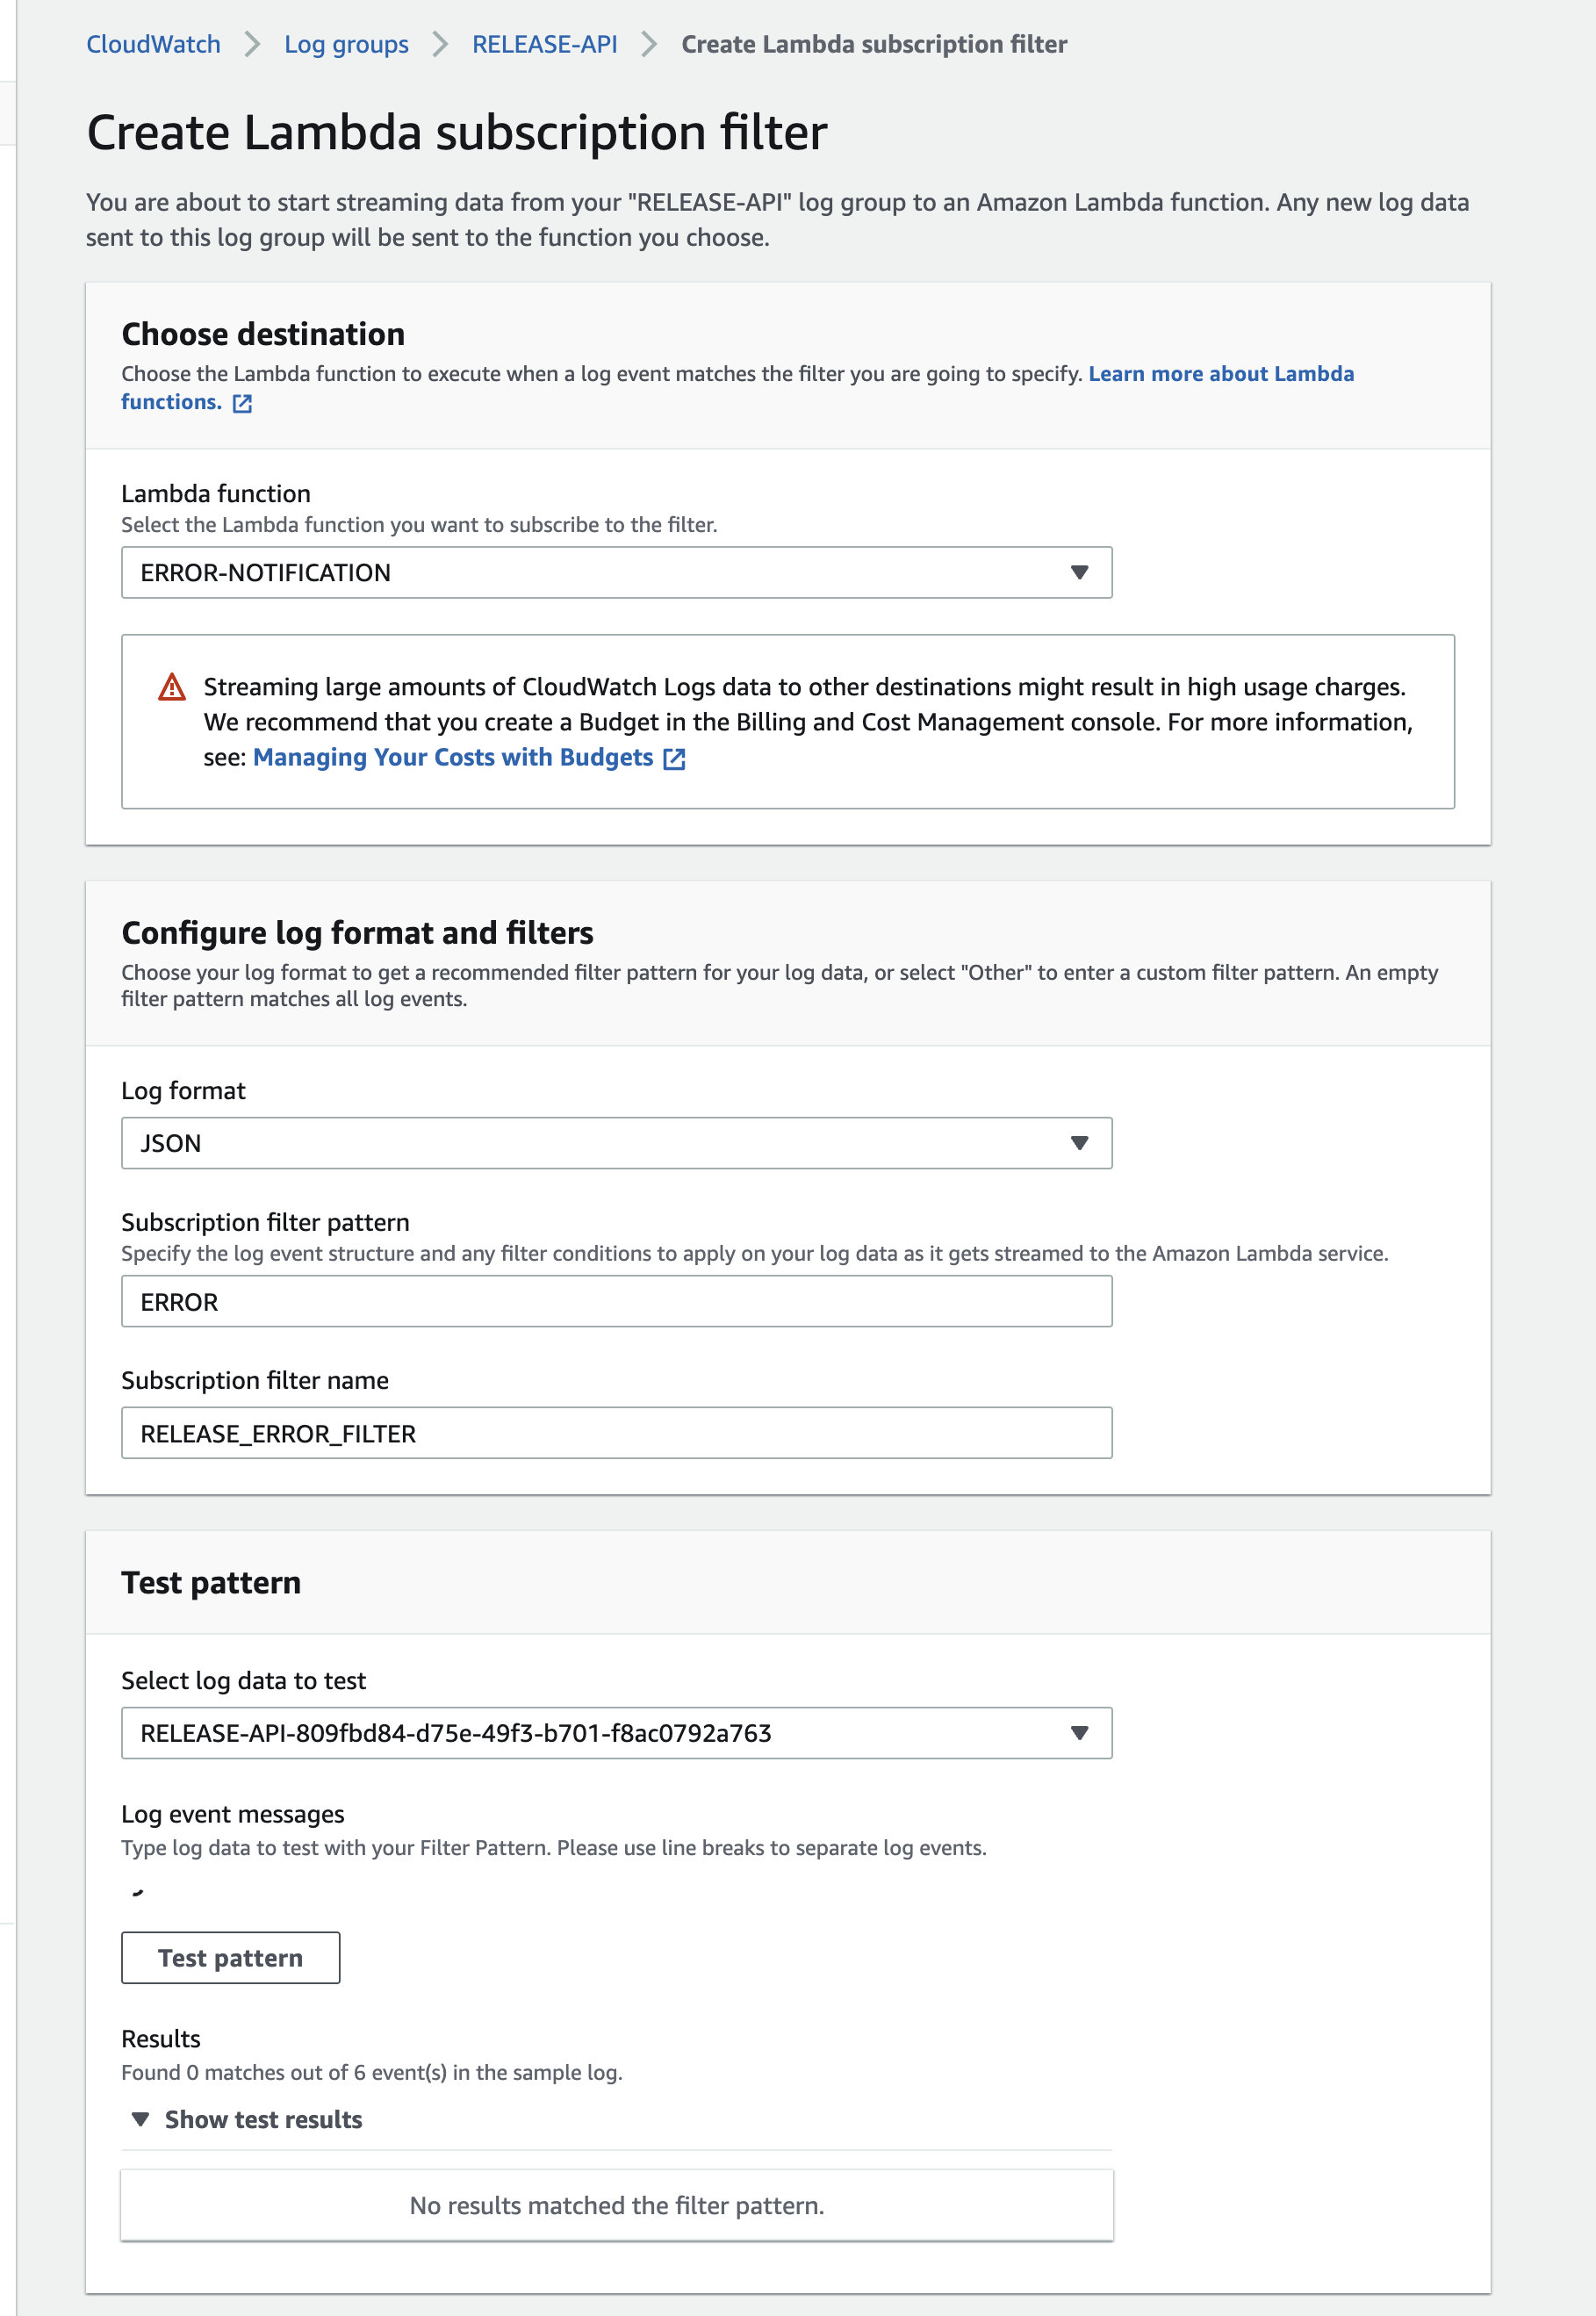 CloudWatch > Log groups > RELEASE-API > Create Lambda subscription filter
Create Lambda subscription filter
You are about to start streaming data from your "RELEASE-API" log group to an Amazon Lambda function. Any new log data
sent to this log group will be sent to the function you choose.
Choose destination
Choose the Lambda function to execute when a log event matches the filter you are going to specify. Learn more about Lambda
functions.
Lambda function
Select the Lambda function you want to subscribe to the filter.
ERROR-NOTIFICATION
Streaming large amounts of CloudWatch Logs data to other destinations might result in high usage charges.
We recommend that you create a Budget in the Billing and Cost Management console. For more information,
see: Managing Your Costs with Budgets
Configure log format and filters
Choose your log format to get a recommended filter pattern for your log data, or select "Other" to enter a custom filter pattern. An empty
filter pattern matches all log events.
Log format
JSON
Subscription filter pattern
Specify the log event structure and any filter conditions to apply on your log data as it gets streamed to the Amazon Lambda service.
ERROR
Subscription filter name
RELEASE_ERROR_FILTER
Test pattern
Select log data to test
RELEASE-API-809fbd84-d75e-49f3-b701-f8ac0792a763
Log event messages
Type log data to test with your Filter Pattern. Please use line breaks to separate log events.
Test pattern
Results
Found 0 matches out of 6 event(s) in the sample log.
Show test results
No results matched the filter pattern.